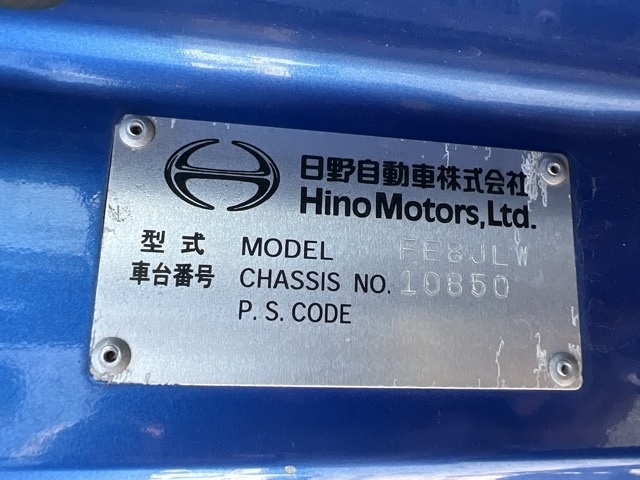 日野自動車株式会社
Hino Motors, Ltd.
型式 MODEL FE8JLW
車台番号 CHASSIS NO. 10850
P. S. CODE